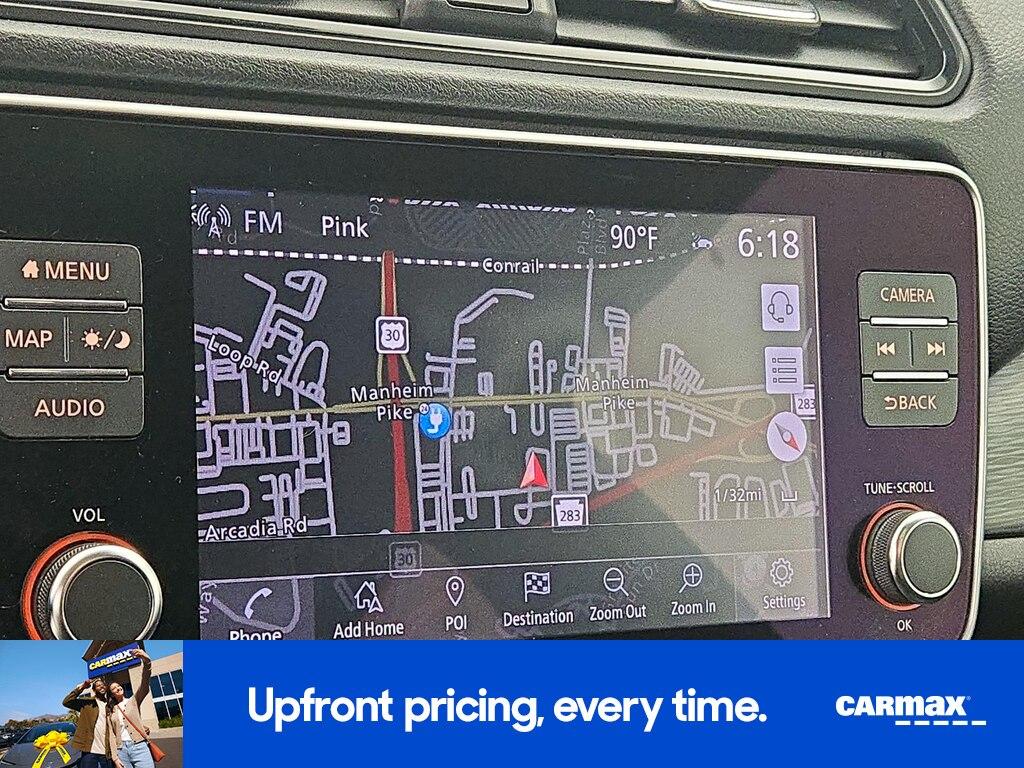 FM Pink 90°F 6:18
Conrail
MENU
30
CAMERA
MAP
Loop Rd
Manheim
Pike
24
Manheim
Pike
283
AUDIO
BACK
1/32mi
283
TUNE·SCROLL
VOL
Arcadia Rd
30
Phone
Add Home
POI
Destination
Zoom Out
Zoom In
Settings
OK
CARMAX
Upfront pricing, every time.
CARMAX